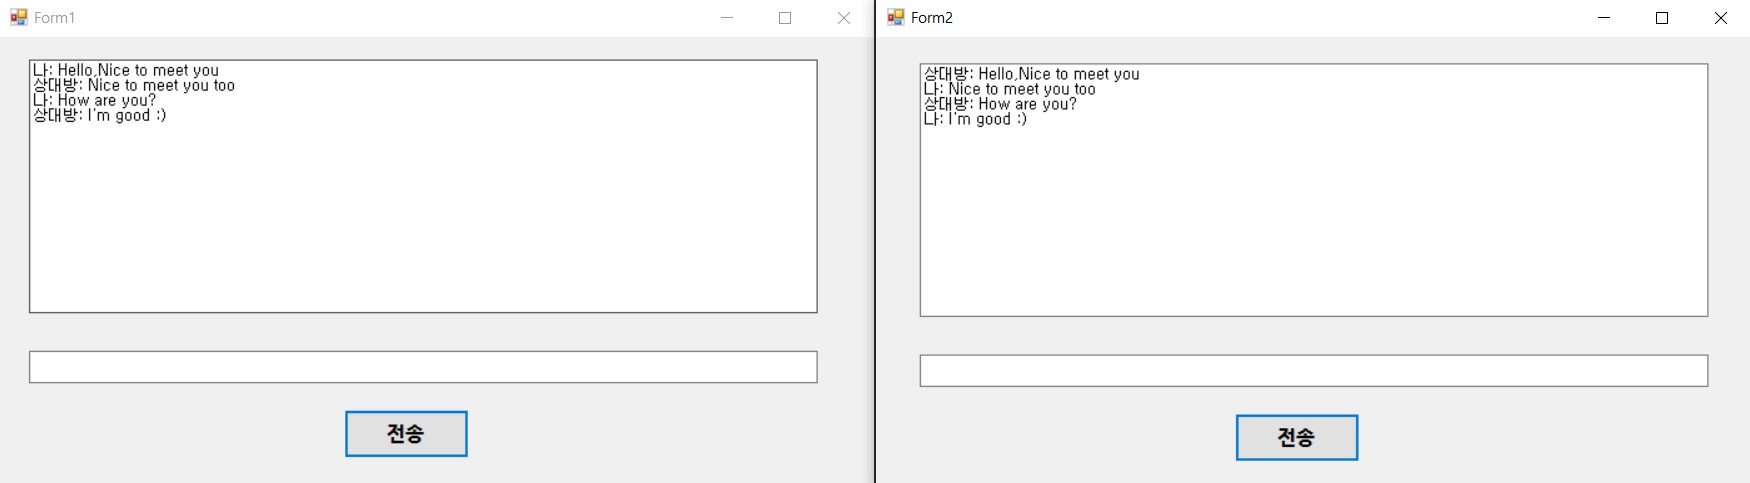 Form1
나: Hello,Nice to meet you
상대방: Nice to meet you too
나: How are you?
상대방: I'm good :)
전송
Form2
상대방: Hello,Nice to meet you
나: Nice to meet you too
상대방: How are you?
나: I'm good :)
전송